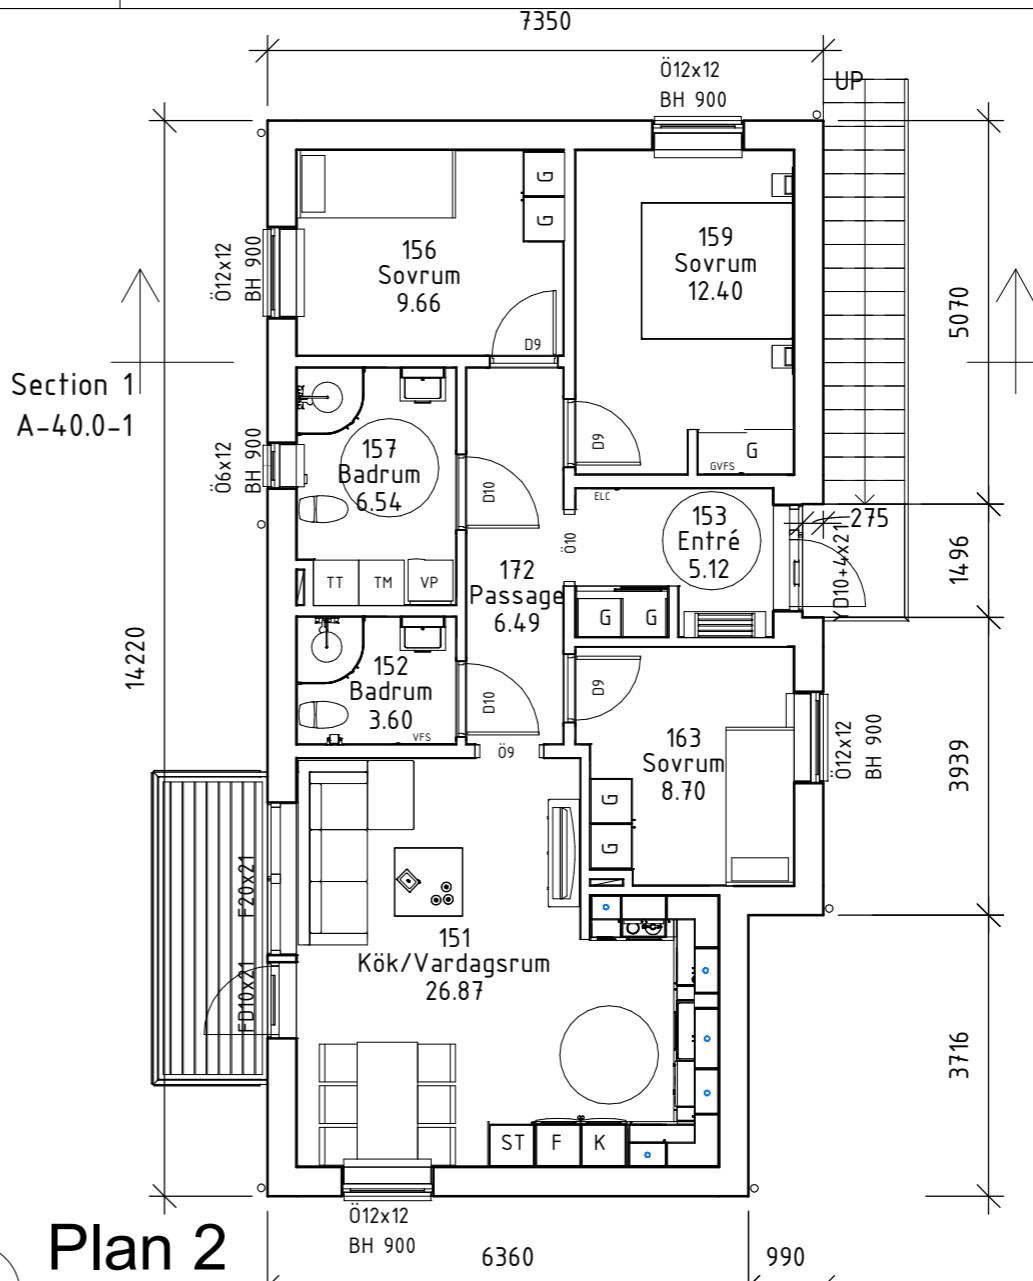 7350
Ö12x12
BH 900
UP
G
G
156
Sovrum
9.66
159
Sovrum
12.40
Ö12x12
BH 900
5070
D9
Section 1
A-40.0-1
D9
G
GVFS
157
Badrum
6.54
Ö6x12
BH 900
D10
ELC
153
Entré
5.12
275
Ö10
D10+4x21
1496
TT
TM
VP
172
Passage
6.49
G
G
14220
152
Badrum
3.60
VFS
D10
D9
Ö9
163
Sovrum
8.70
Ö12x12
BH 900
3939
G
G
F20x21
151
Kök/Vardagsrum
26.87
FD10x21
3716
ST
F
K
Ö12x12
BH 900
Plan 2
6360
990